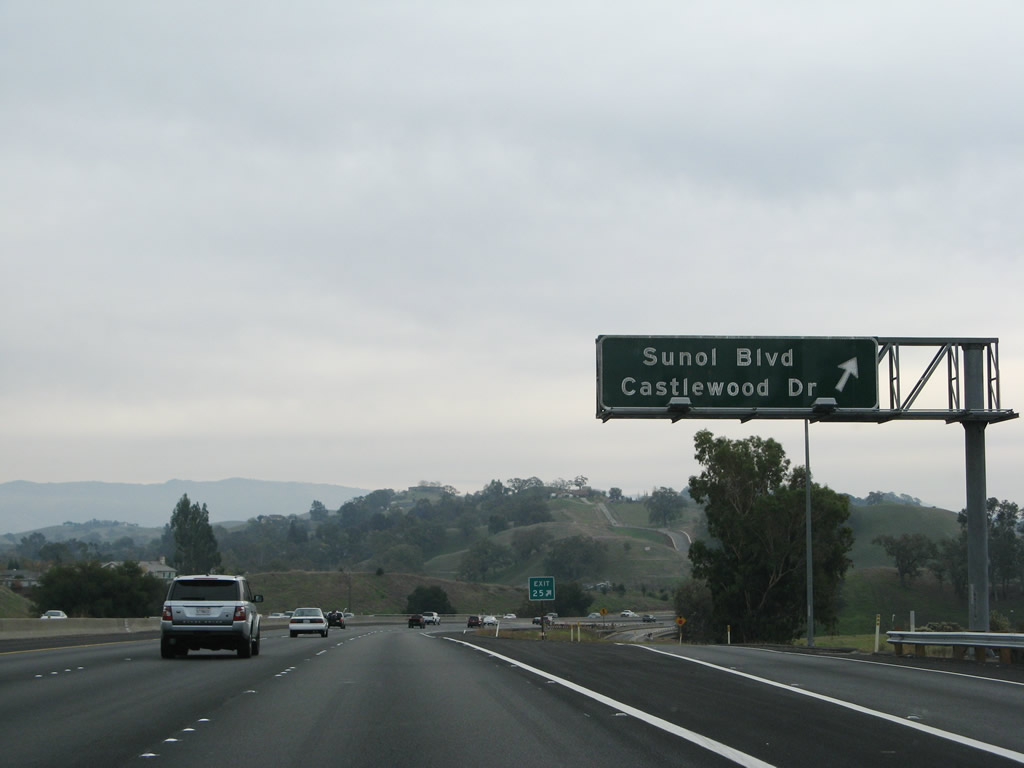 Sunol Blvd
Castlewood Dr
EXIT
25